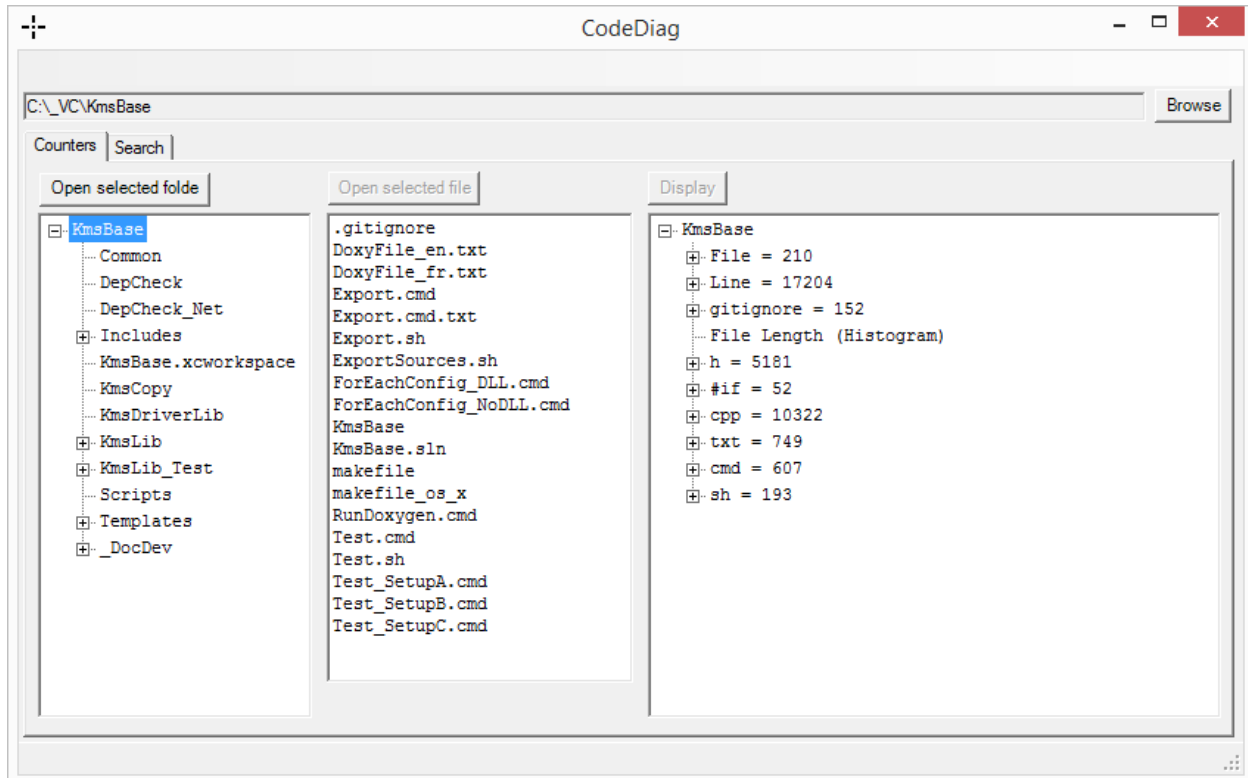 CodeDiag
C:\_VC\KmsBase
Browse
Counters
Search
Open selected folde
Open selected file
Display
KmsBase
Common
DepCheck
DepCheck_Net
Includes
KmsBase.xcworkspace
KmsCopy
KmsDriverLib
KmsLib
KmsLib_Test
Scripts
Templates
_DocDev
.gitignore
DoxyFile_en.txt
DoxyFile_fr.txt
Export.cmd
Export.cmd.txt
Export.sh
ExportSources.sh
ForEachConfig_DLL.cmd
ForEachConfig_NoDLL.cmd
KmsBase
KmsBase.sln
makefile
makefile_os_x
RunDoxygen.cmd
Test.cmd
Test.sh
Test_SetupA.cmd
Test_SetupB.cmd
Test_SetupC.cmd
KmsBase
File = 210
Line = 17204
gitignore = 152
File Length (Histogram)
h = 5181
#if = 52
cpp = 10322
txt = 749
cmd = 607
sh = 193